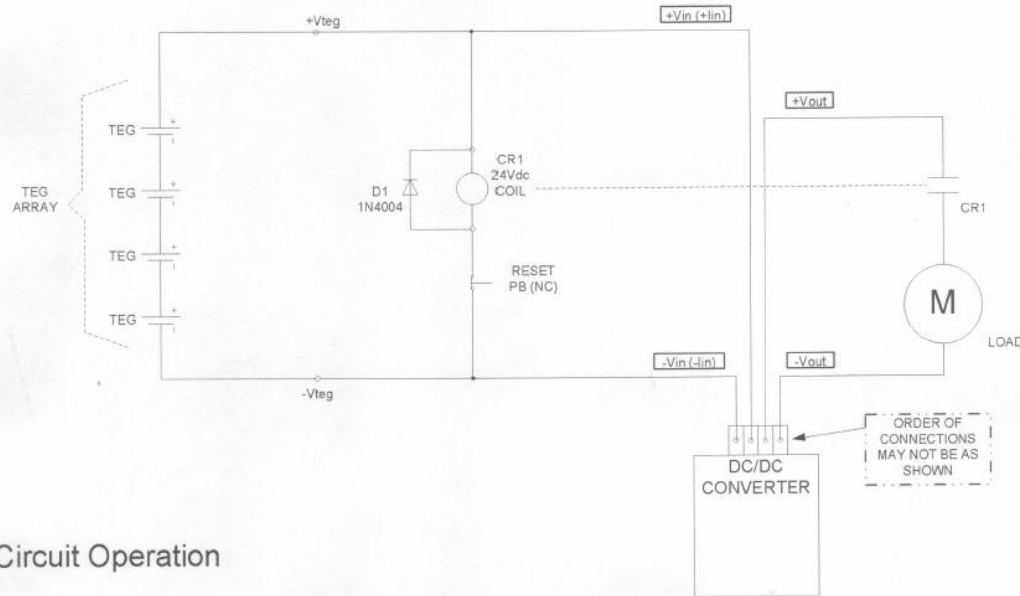 +Vteg
+Vin (+Iin)
+Vout
TEG
TEG
TEG
TEG
+
-
+
-
+
-
+
-
TEG
ARRAY
D1
1N4004
CR1
24Vdc
COIL
CR1
RESET
PB (NC)
M
LOAD
-Vteg
-Vin (-Iin)
-Vout
ORDER OF
CONNECTIONS
MAY NOT BE AS
SHOWN
DC/DC
CONVERTER
Circuit Operation